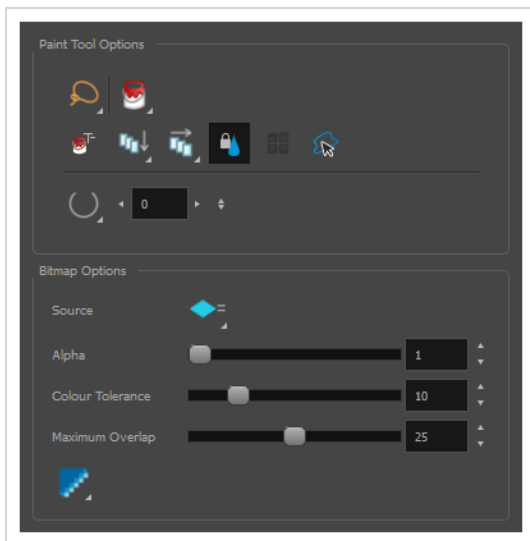 Paint Tool Options
0
Bitmap Options
Source
Alpha 1
Colour Tolerance 10
Maximum Overlap 25